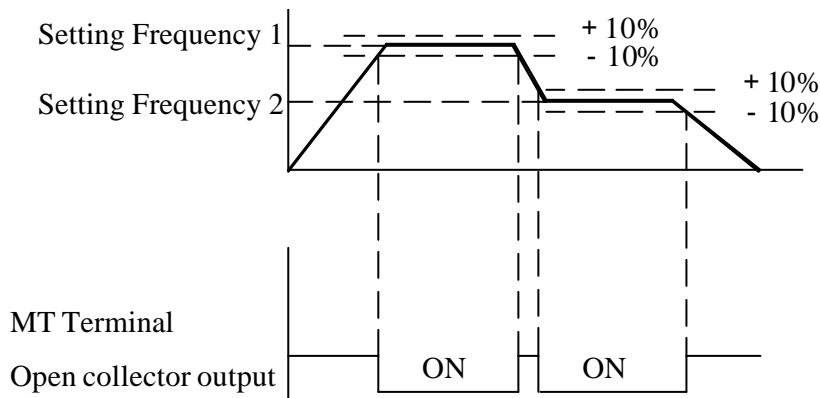 Setting Frequency 1
+ 10%
- 10%
Setting Frequency 2
+ 10%
- 10%
MT Terminal
Open collector output
ON
ON